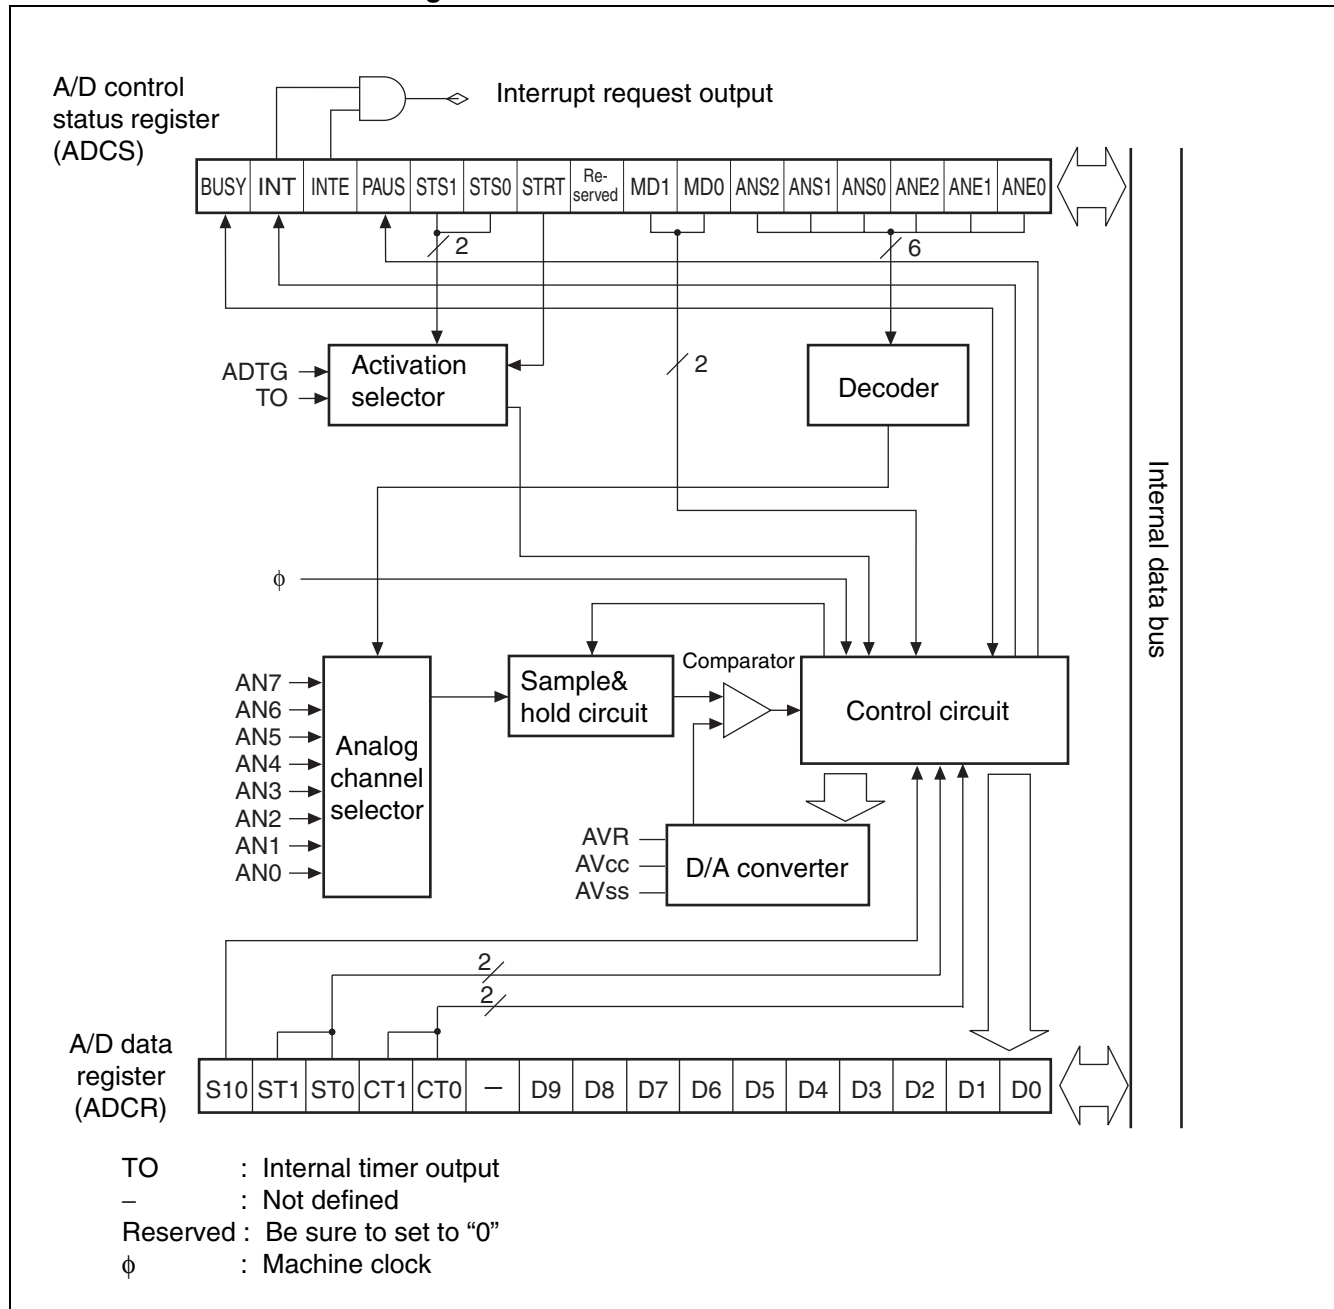 A/D control
status register
(ADCS)
Interrupt request output
BUSY INT INTE PAUS STS1 STS0 STRT Re-served MD1 MD0 ANS2 ANS1 ANS0 ANE2 ANE1 ANE0
2
6
2
ADTG
TO
Activation
selector
Decoder
Internal data bus
ϕ
AN7
AN6
AN5
AN4
AN3
AN2
AN1
AN0
Analog
channel
selector
Sample&
hold circuit
Comparator
Control circuit
AVR
AVcc
AVss
D/A converter
2
2
A/D data
register
(ADCR)
S10 ST1 ST0 CT1 CT0 – D9 D8 D7 D6 D5 D4 D3 D2 D1 D0
TO : Internal timer output
– : Not defined
Reserved : Be sure to set to “0”
ϕ : Machine clock